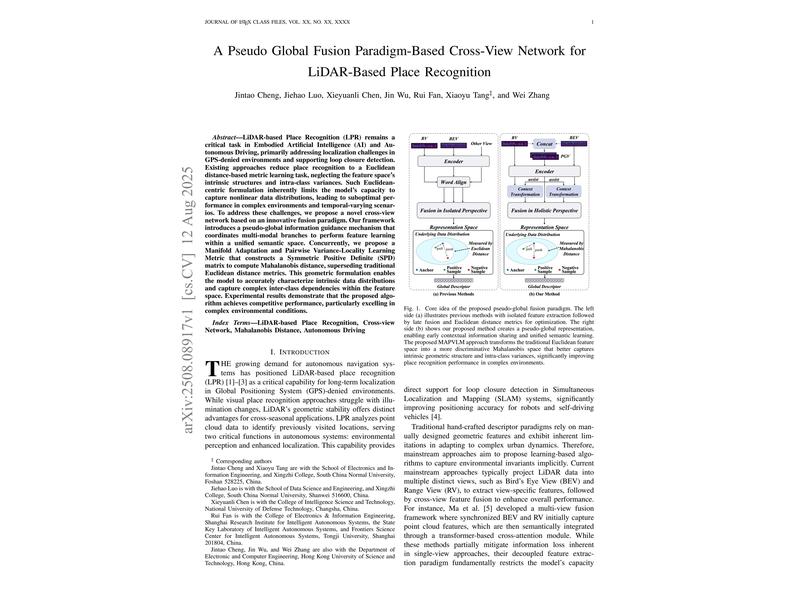 JOURNAL OF LATEX CLASS FILES, VOL. XX, NO. XX, XXXX
1
A Pseudo Global Fusion Paradigm-Based Cross-View Network for
LiDAR-Based Place Recognition
Jintao Cheng, Jiehao Luo, Xieyuanli Chen, Jin Wu, Rui Fan, Xiaoyu Tang‡, and Wei Zhang
arXiv:2508.08917v1 [cs.CV] 12 Aug 2025
Abstract—LiDAR-based Place Recognition (LPR) remains a
critical task in Embodied Artificial Intelligence (AI) and Au-
tonomous Driving, primarily addressing localization challenges in
GPS-denied environments and supporting loop closure detection.
Existing approaches reduce place recognition to a Euclidean
distance-based metric learning task, neglecting the feature space's
intrinsic structures and intra-class variances. Such Euclidean-
centric formulation inherently limits the model's capacity to
capture nonlinear data distributions, leading to suboptimal per-
formance in complex environments and temporal-varying scenar-
ios. To address these challenges, we propose a novel cross-view
network based on an innovative fusion paradigm. Our framework
introduces a pseudo-global information guidance mechanism that
coordinates multi-modal branches to perform feature learning
within a unified semantic space. Concurrently, we propose a
Manifold Adaptation and Pairwise Variance-Locality Learning
Metric that constructs a Symmetric Positive Definite (SPD)
matrix to compute Mahalanobis distance, superseding traditional
Euclidean distance metrics. This geometric formulation enables
the model to accurately characterize intrinsic data distributions
and capture complex inter-class dependencies within the feature
space. Experimental results demonstrate that the proposed algo-
rithm achieves competitive performance, particularly excelling in
complex environmental conditions.
Index Terms—LiDAR-based Place Recognition, Cross-view
Network, Mahalanobis Distance, Autonomous Driving
I. INTRODUCTION
THE growing demand for autonomous navigation sys-
tems has positioned LiDAR-based place recognition
(LPR) [1]–[3] as a critical capability for long-term localization
in Global Positioning System (GPS)-denied environments.
While visual place recognition approaches struggle with illu-
mination changes, LiDAR's geometric stability offers distinct
advantages for cross-seasonal applications. LPR analyzes point
cloud data to identify previously visited locations, serving
two critical functions in autonomous systems: environmental
perception and enhanced localization. This capability provides
‡ Corresponding authors
Jintao Cheng and Xiaoyu Tang are with the School of Electronics and In-
formation Engineering, and Xingzhi College, South China Normal University,
Foshan 528225, China.
Jiehao Luo is with the School of Data Science and Engineering, and Xingzhi
College, South China Normal University, Shanwei 516600, China.
Xieyuanli Chen is with the College of Intelligence Science and Technology,
National University of Defense Technology, Changsha, China.
Rui Fan is with the College of Electronics & Information Engineering,
Shanghai Research Institute for Intelligent Autonomous Systems, the State
Key Laboratory of Intelligent Autonomous Systems, and Frontiers Science
Center for Intelligent Autonomous Systems, Tongji University, Shanghai
201804, China.
Jintao Cheng, Jin Wu, and Wei Zhang are also with the Department of
Electronic and Computer Engineering, Hong Kong University of Science and
Technology, Hong Kong, China.
RV BEV Other View
Encoder
Word Align
Fusion in Isolated Perspective
Representation Space
Underlying Data Distribution
Measured by
Euclidean
Distance
Anchor Positive Sample Negative Sample
Global Descriptor
(a) Previous Methods
RV Concat BEV
PGV
Encoder
Context Transformation Context Transformation
Fusion in Holistic Perspective
Representation Space
Underlying Data Distribution
Measured by
Mahalanobis
Distance
Anchor Positive Sample Negative Sample
Global Descriptor
(b) Our Method
Fig. 1. Core idea of the proposed pseudo-global fusion paradigm. The left
side (a) illustrates previous methods with isolated feature extraction followed
by late fusion and Euclidean distance metrics for optimization. The right
side (b) shows our proposed method creates a pseudo-global representation,
enabling early contextual information sharing and unified semantic learning.
The proposed MAPVLM approach transforms the traditional Euclidean feature
space into a more discriminative Mahalanobis space that better captures
intrinsic geometric structure and intra-class variances, significantly improving
place recognition performance in complex environments.
direct support for loop closure detection in Simultaneous
Localization and Mapping (SLAM) systems, significantly
improving positioning accuracy for robots and self-driving
vehicles [4].
Traditional hand-crafted descriptor paradigms rely on man-
ually designed geometric features and exhibit inherent lim-
itations in adapting to complex urban dynamics. Therefore,
mainstream approaches aim to propose learning-based algo-
rithms to capture environmental invariants implicitly. Current
mainstream approaches typically project LiDAR data into
multiple distinct views, such as Bird's Eye View (BEV) and
Range View (RV), to extract view-specific features, followed
by cross-view feature fusion to enhance overall performance.
For instance, Ma et al. [5] developed a multi-view fusion
framework where synchronized BEV and RV initially capture
point cloud features, which are then semantically integrated
through a transformer-based cross-attention module. While
these methods partially mitigate information loss inherent
in single-view approaches, their decoupled feature extrac-
tion paradigm fundamentally restricts the model's capacity